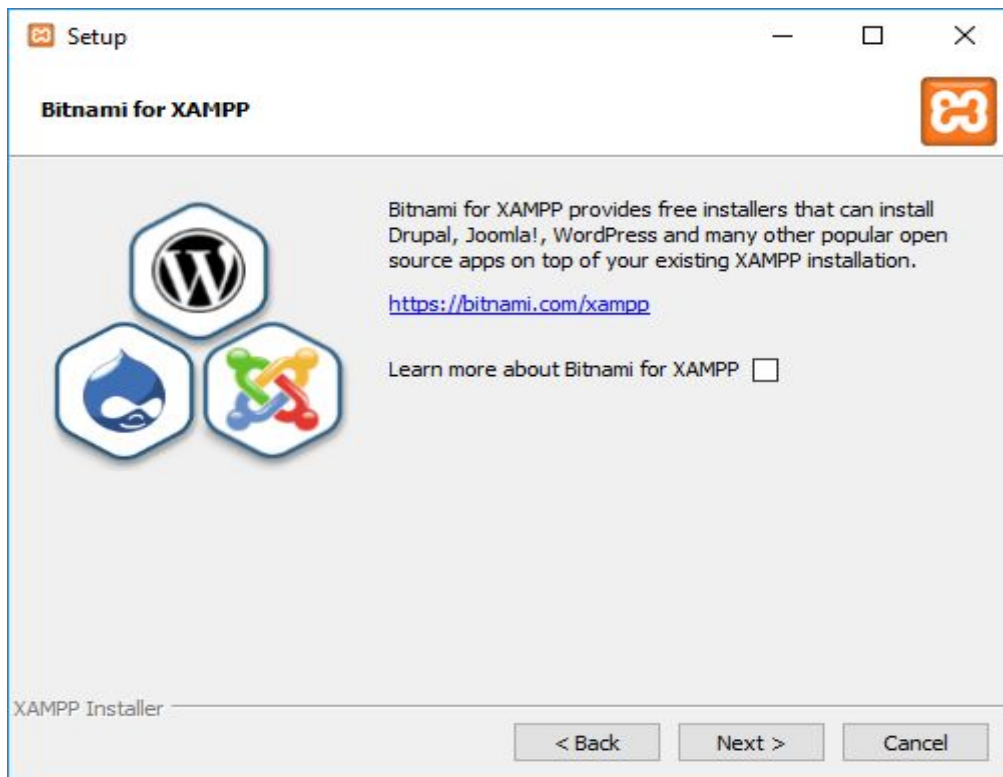 Setup
Bitnami for XAMPP
Bitnami for XAMPP provides free installers that can install
Drupal, Joomla!, WordPress and many other popular open
source apps on top of your existing XAMPP installation.
https://bitnami.com/xampp
Learn more about Bitnami for XAMPP
XAMPP Installer
< Back Next > Cancel